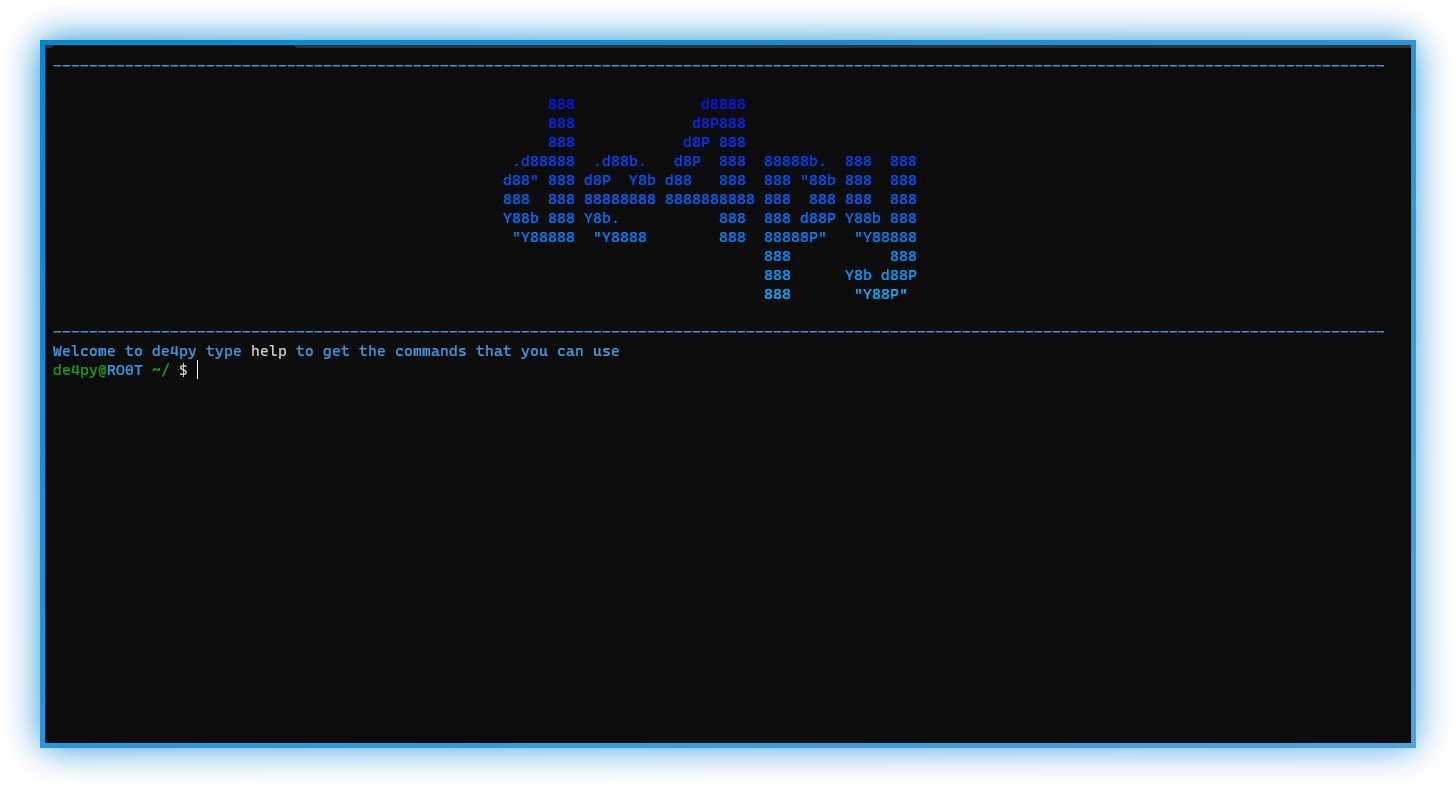 ------------------------------------------------------------------------------------------------------------------------------------------------------
     888              d8888
     888             d8P888
     888            d8P 888
 .d88888  .d88b.   d8P  888  88888b.  888  888
d88" 888 d8P  Y8b d88   888  888 "88b 888  888
888  888 88888888 8888888888 888  888 888  888
Y88b 888 Y8b.           888  888 d88P Y88b 888
 "Y88888  "Y8888        888  88888P"   "Y88888
                             888           888
                             888      Y8b d88P
                             888       "Y88P"
------------------------------------------------------------------------------------------------------------------------------------------------------
Welcome to de4py type help to get the commands that you can use
de4py@RO0T ~/ $